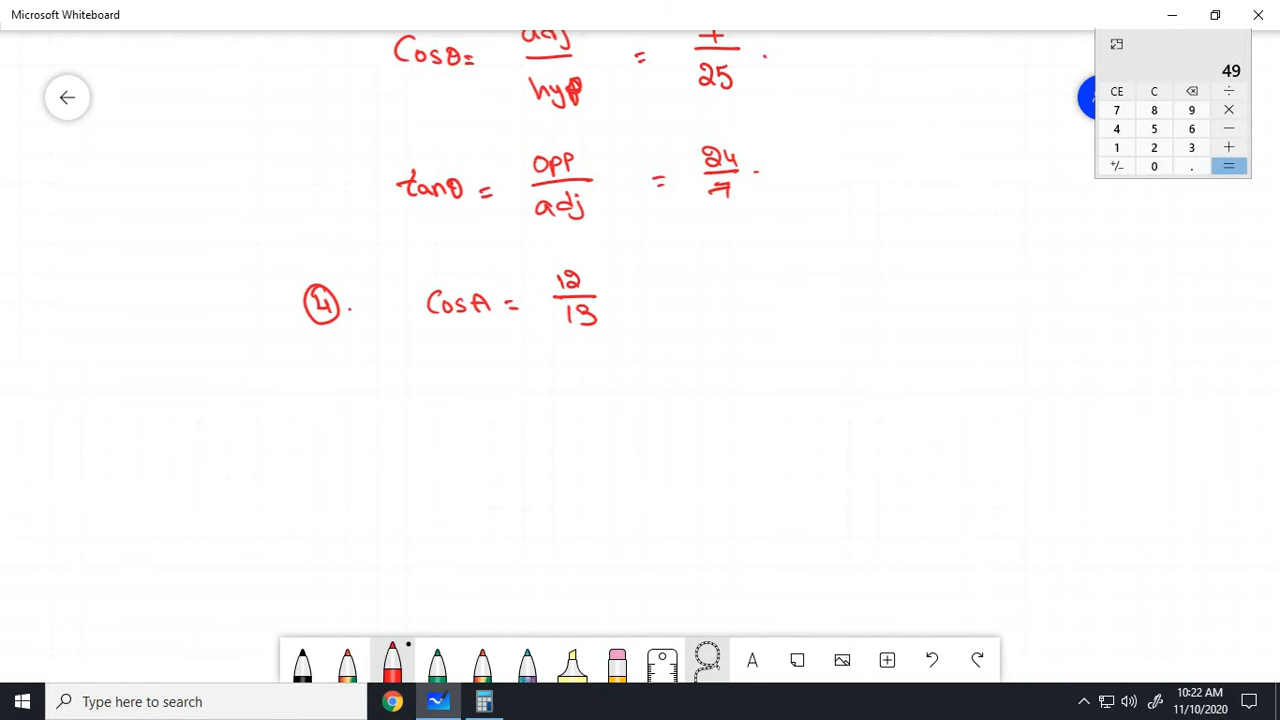 Microsoft Whiteboard
49
CE C ⌫ ÷
7 8 9 ×
4 5 6 −
1 2 3 +
+/− 0 . =
Cosθ = adj/hyp = 7/25 .
tanθ = opp/adj = 24/7 .
④. CosA = 12/13
A
Type here to search
10:22 AM
11/10/2020